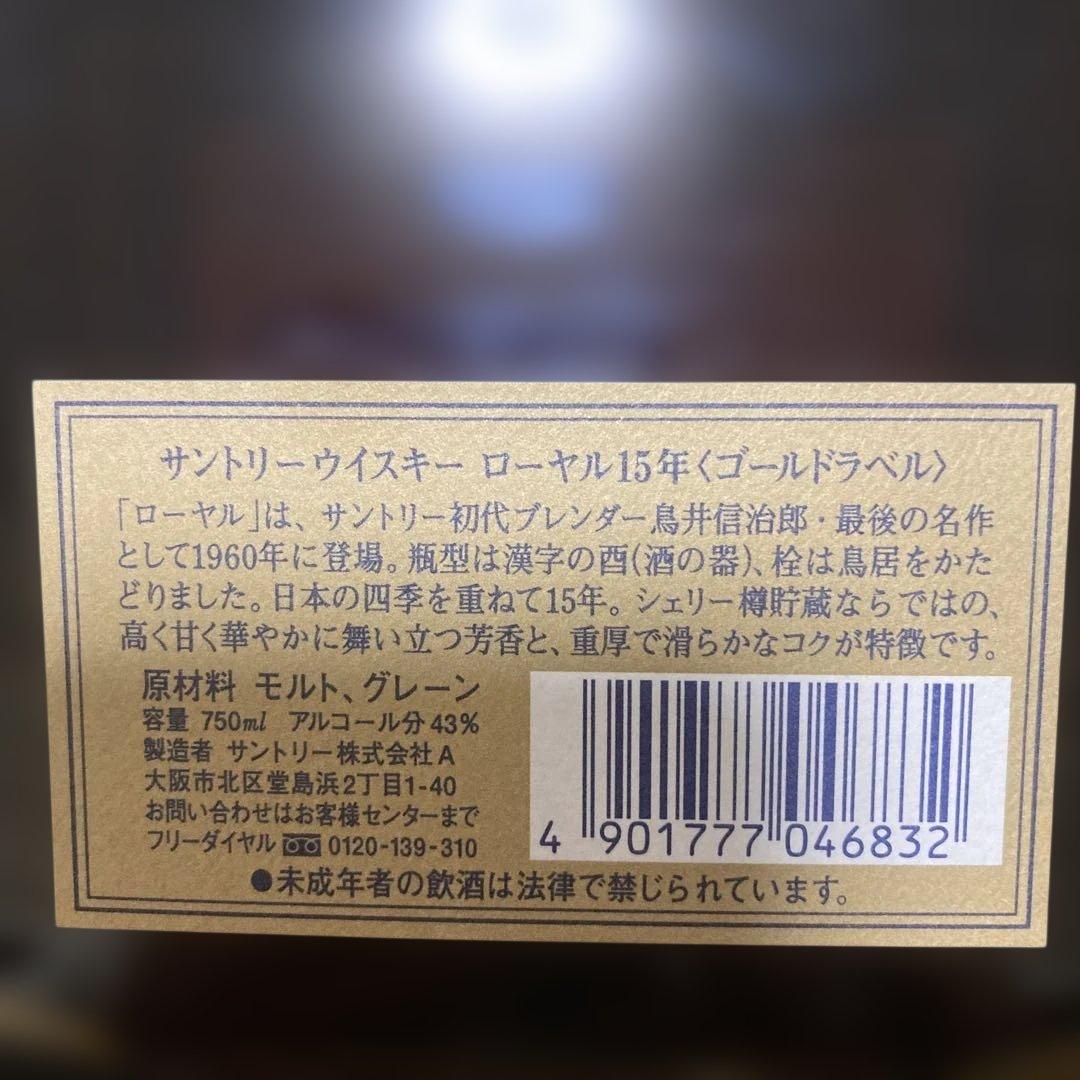 サントリーウイスキー ローヤル15年〈ゴールドラベル〉
「ローヤル」は、サントリー初代ブレンダー鳥井信治郎・最後の名作
として1960年に登場。瓶型は漢字の酉(酒の器)、栓は鳥居をかた
どりました。日本の四季を重ねて15年。シェリー樽貯蔵ならではの、
高く甘く華やかに舞い立つ芳香と、重厚で滑らかなコクが特徴です。
原材料 モルト、グレーン
容量 750ml アルコール分43%
製造者 サントリー株式会社A
大阪市北区堂島浜2丁目1-40
お問い合わせはお客様センターまで
フリーダイヤル 0120-139-310
4 901777 046832
●未成年者の飲酒は法律で禁じられています。